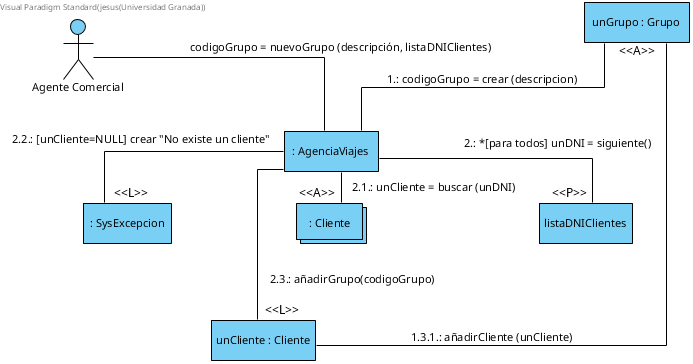 Visual Paradigm Standard(jesus(Universidad Granada))
unGrupo : Grupo
codigoGrupo = nuevoGrupo (descripción, listaDNIClientes)
<<A>>
Agente Comercial
1.: codigoGrupo = crear (descripcion)
2.2.: [unCliente=NULL] crear "No existe un cliente"
: AgenciaViajes
2.: *[para todos] unDNI = siguiente()
<<L>>
<<A>>
2.1.: unCliente = buscar (unDNI)
<<P>>
: SysExcepcion
: Cliente
listaDNIClientes
2.3.: añadirGrupo(codigoGrupo)
<<L>>
unCliente : Cliente
1.3.1.: añadirCliente (unCliente)